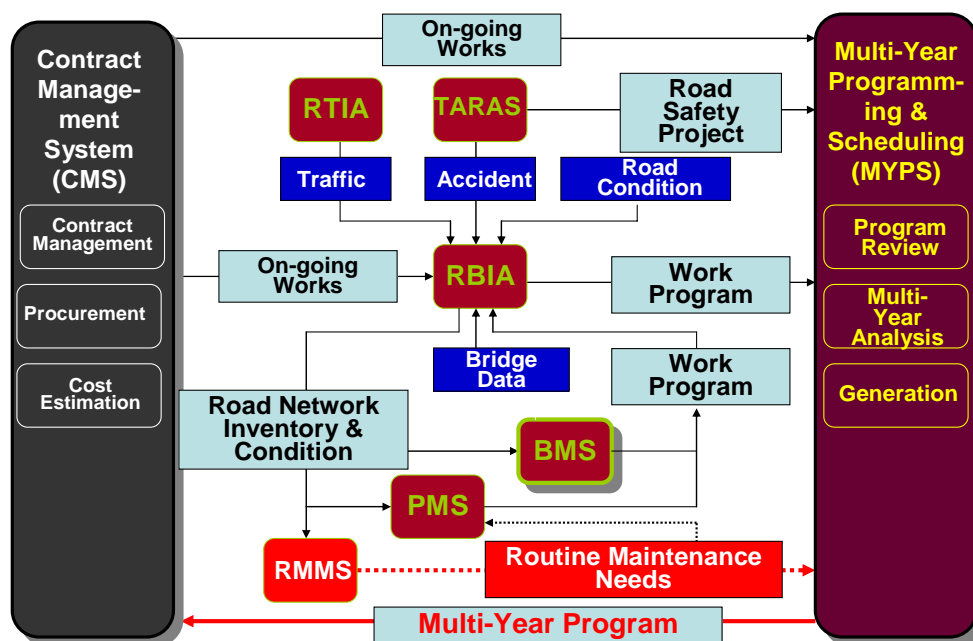 Contract
Manage-
ment
System
(CMS)
Contract
Management
Procurement
Cost
Estimation
On-going
Works
RTIA
TARAS
Road
Safety
Project
Traffic
Accident
Road
Condition
On-going
Works
RBIA
Work
Program
Bridge
Data
Work
Program
Road Network
Inventory &
Condition
BMS
PMS
RMMS
Routine Maintenance
Needs
Multi-Year Program
Multi-Year
Programm-
ing &
Scheduling
(MYPS)
Program
Review
Multi-
Year
Analysis
Generation